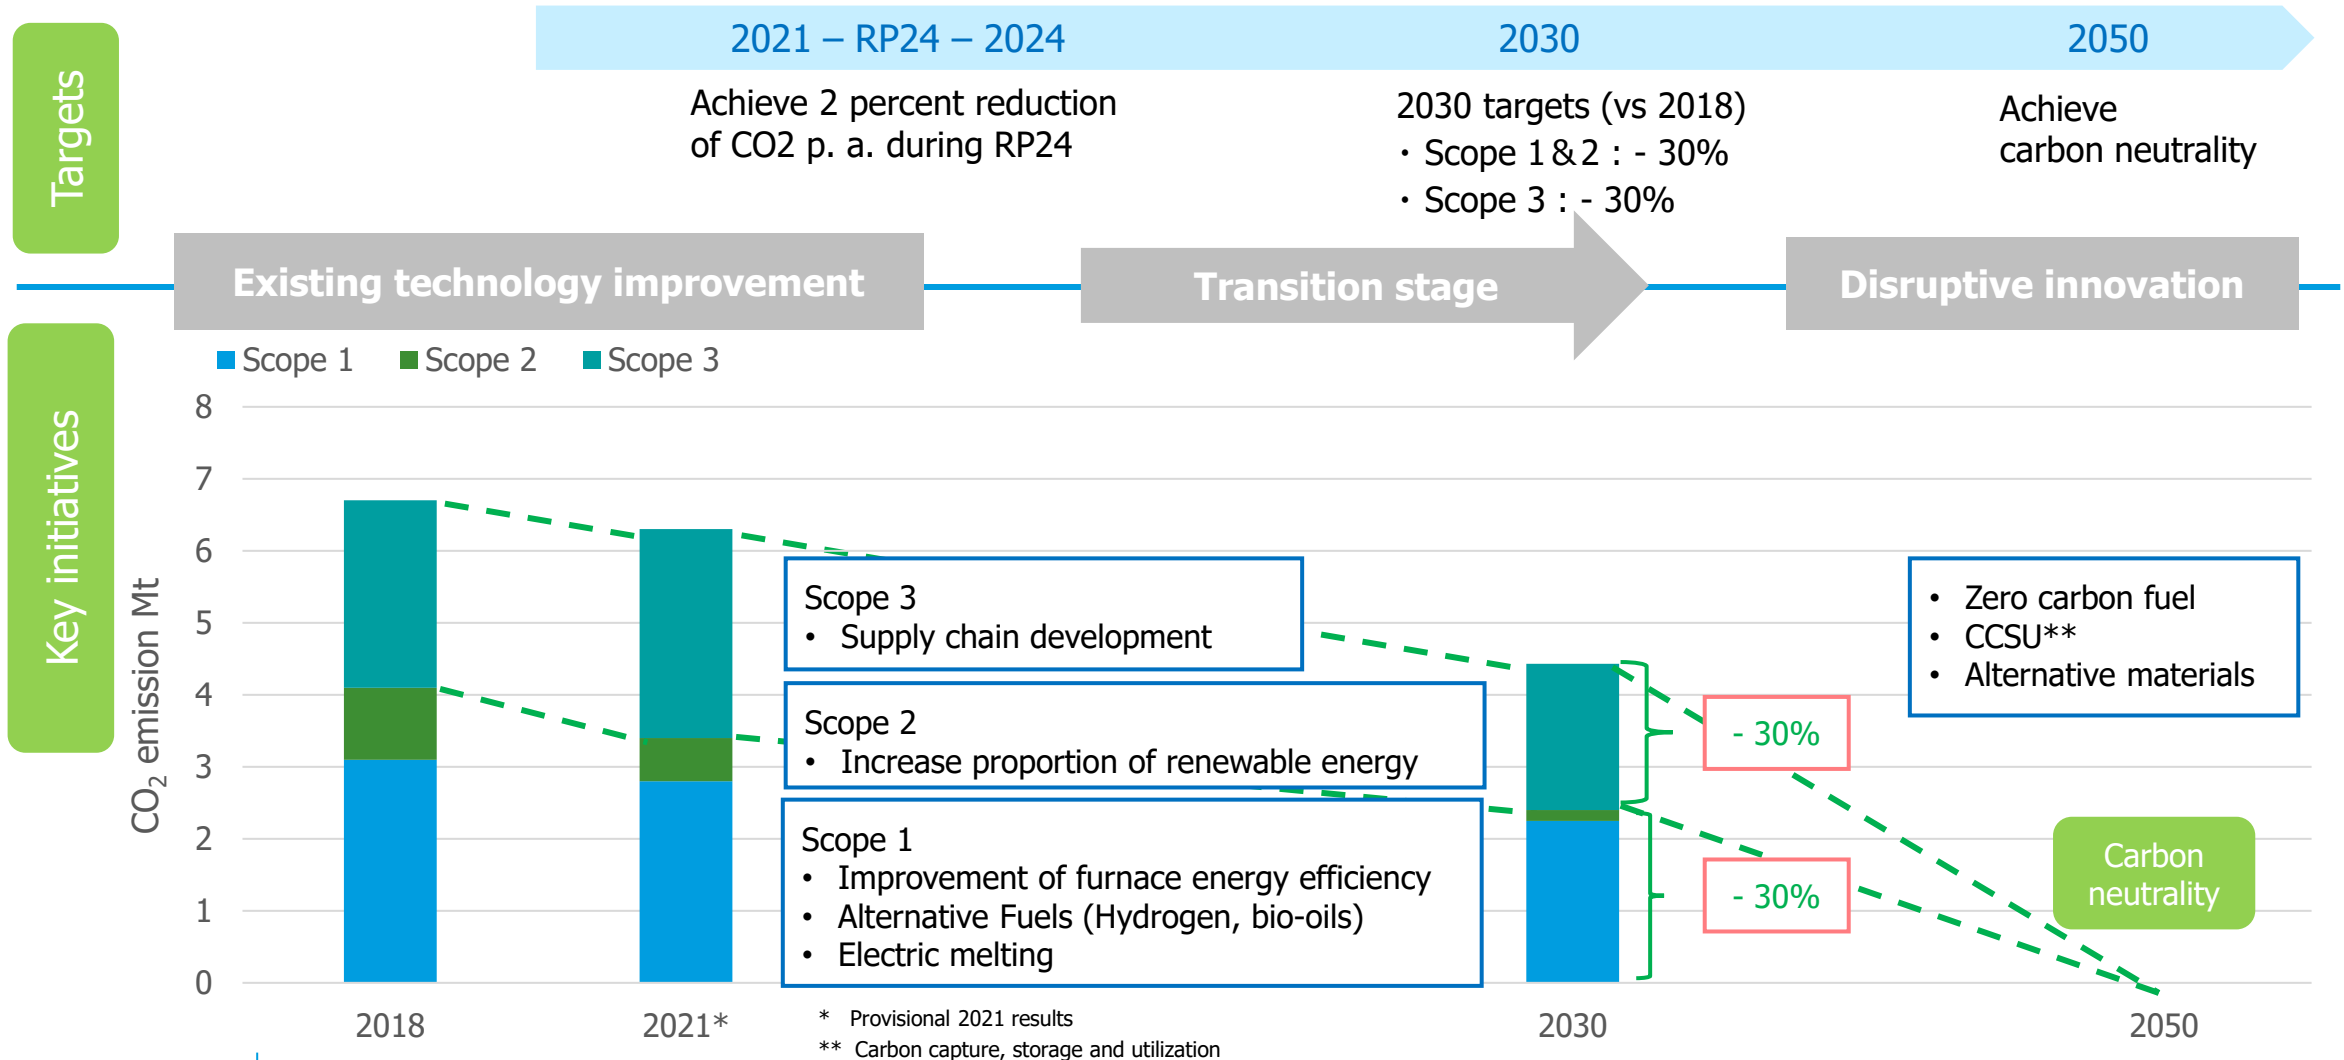 Targets
2021 – RP24 – 2024
2030
2050
Achieve 2 percent reduction
of CO2 p. a. during RP24
2030 targets (vs 2018)
・Scope 1&2 : - 30%
・Scope 3 : - 30%
Achieve
carbon neutrality
Existing technology improvement
Transition stage
Disruptive innovation
Key initiatives
Scope 1
Scope 2
Scope 3
CO₂ emission Mt
8
7
6
5
4
3
2
1
0
Scope 3
• Supply chain development
Scope 2
• Increase proportion of renewable energy
Scope 1
• Improvement of furnace energy efficiency
• Alternative Fuels (Hydrogen, bio-oils)
• Electric melting
- 30%
- 30%
• Zero carbon fuel
• CCSU**
• Alternative materials
Carbon
neutrality
2018
2021*
2030
2050
* Provisional 2021 results
** Carbon capture, storage and utilization